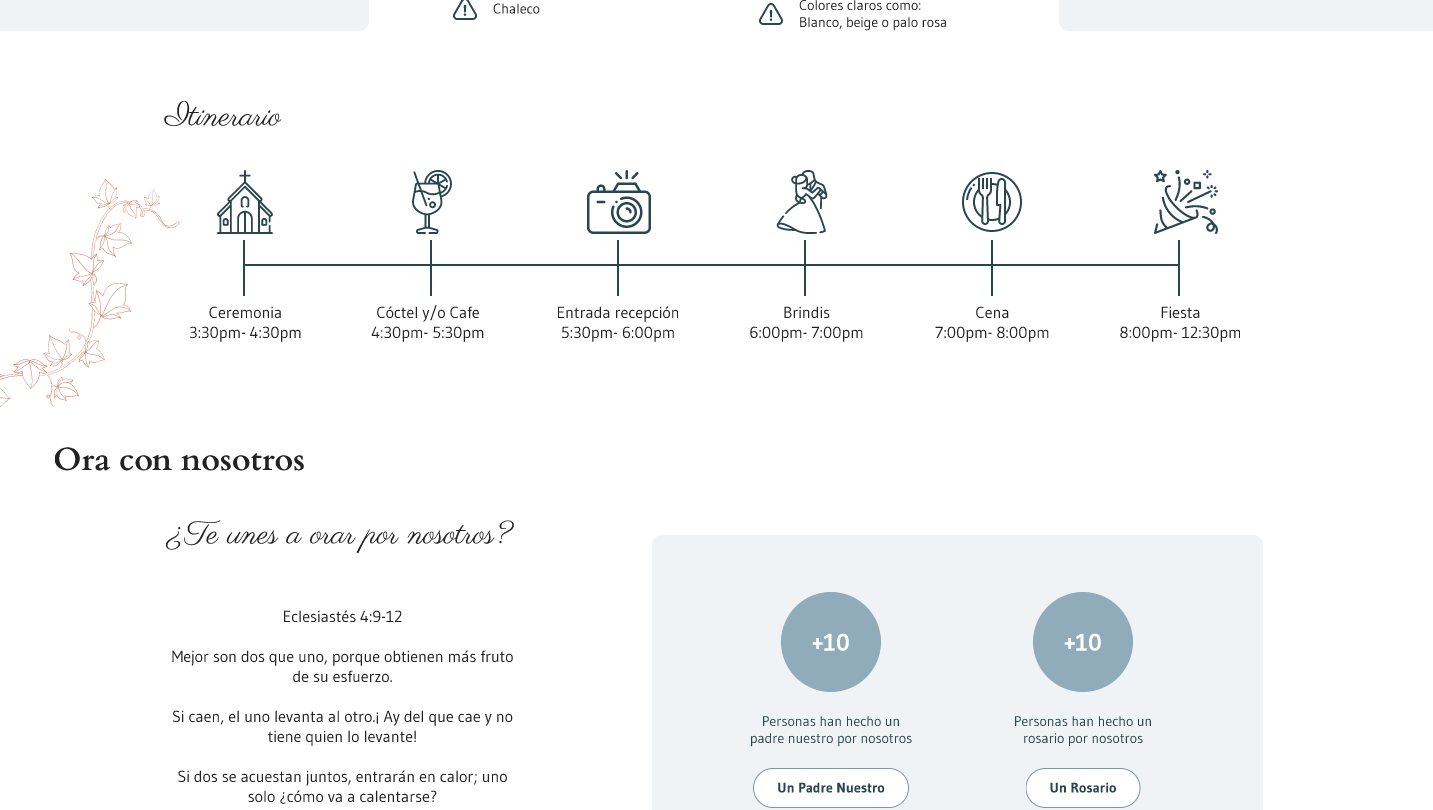 Chaleco
Colores claros como:
Blanco, beige o palo rosa
Itinerario
Ceremonia
3:30pm- 4:30pm
Cóctel y/o Cafe
4:30pm- 5:30pm
Entrada recepción
5:30pm- 6:00pm
Brindis
6:00pm- 7:00pm
Cena
7:00pm- 8:00pm
Fiesta
8:00pm- 12:30pm
Ora con nosotros
¿Te unes a orar por nosotros?
Eclesiastés 4:9-12
Mejor son dos que uno, porque obtienen más fruto
de su esfuerzo.
Si caen, el uno levanta al otro.¡ Ay del que cae y no
tiene quien lo levante!
Si dos se acuestan juntos, entrarán en calor; uno
solo ¿cómo va a calentarse?
+10
Personas han hecho un
padre nuestro por nosotros
Un Padre Nuestro
+10
Personas han hecho un
rosario por nosotros
Un Rosario